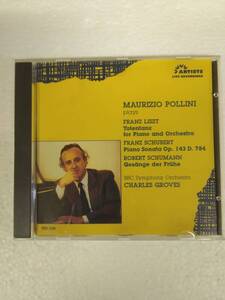 ARTISTS
LIVE RECORDINGS
MAURIZIO POLLINI
plays
FRANZ LISZT
Totentanz
for Piano and Orchestra
FRANZ SCHUBERT
Piano Sonata Op. 143 D. 784
ROBERT SCHUMANN
Gesänge der Frühe
BBC Symphony Orchestra
CHARLES GROVES